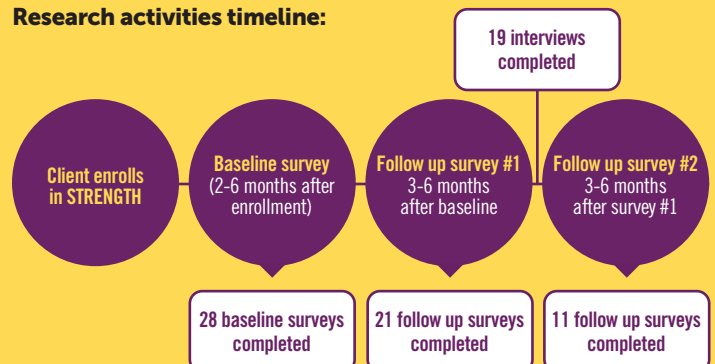 Research activities timeline:
19 interviews
completed
Client enrolls
in STRENGTH
Baseline survey
(2-6 months after
enrollment)
Follow up survey #1
3-6 months
after baseline
Follow up survey #2
3-6 months
after survey #1
28 baseline surveys
completed
21 follow up surveys
completed
11 follow up surveys
completed